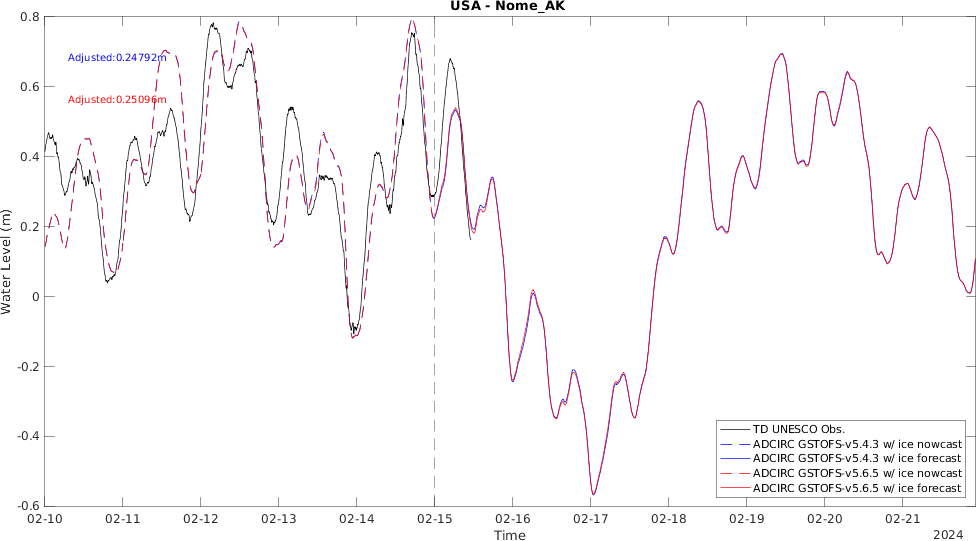 USA - Nome_AK
Adjusted:0.24792m
Adjusted:0.25096m
Water Level (m)
0.8
0.6
0.4
0.2
0
-0.2
-0.4
-0.6
02-10 02-11 02-12 02-13 02-14 02-15 02-16 02-17 02-18 02-19 02-20 02-21
Time
2024
TD UNESCO Obs.
ADCIRC GSTOFS-v5.4.3 w/ ice nowcast
ADCIRC GSTOFS-v5.4.3 w/ ice forecast
ADCIRC GSTOFS-v5.6.5 w/ ice nowcast
ADCIRC GSTOFS-v5.6.5 w/ ice forecast